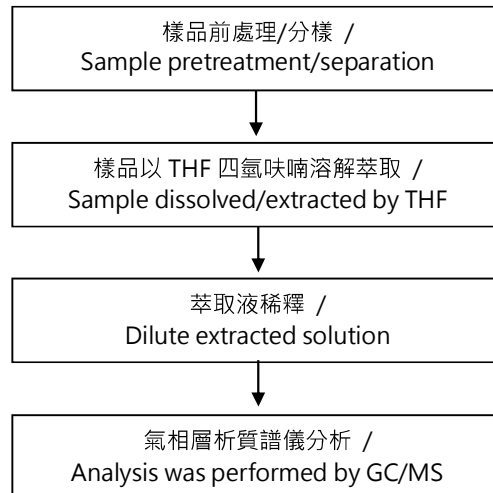 樣品前處理/分樣 /
Sample pretreatment/separation
樣品以 THF 四氫呋喃溶解萃取 /
Sample dissolved/extracted by THF
萃取液稀釋 /
Dilute extracted solution
氣相層析質譜儀分析 /
Analysis was performed by GC/MS